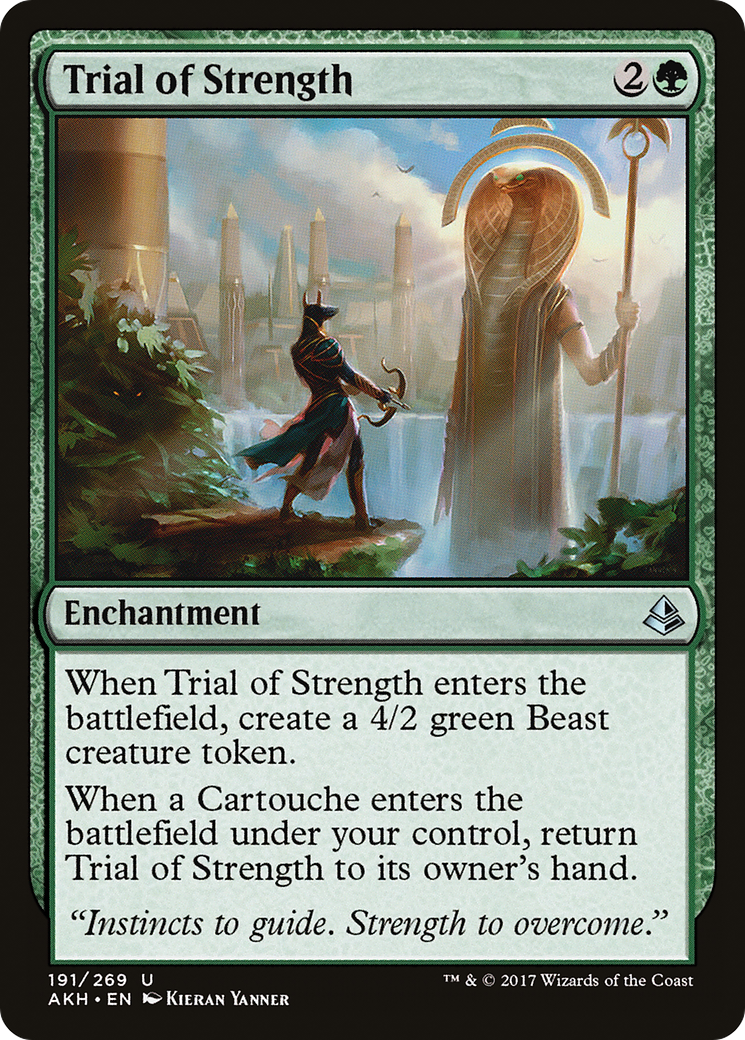 Trial of Strength 2
Enchantment
When Trial of Strength enters the
battlefield, create a 4/2 green Beast
creature token.
When a Cartouche enters the
battlefield under your control, return
Trial of Strength to its owner's hand.
“Instincts to guide. Strength to overcome.”
191/269 U ™ & © 2017 Wizards of the Coast
AKH • EN KIERAN YANNER